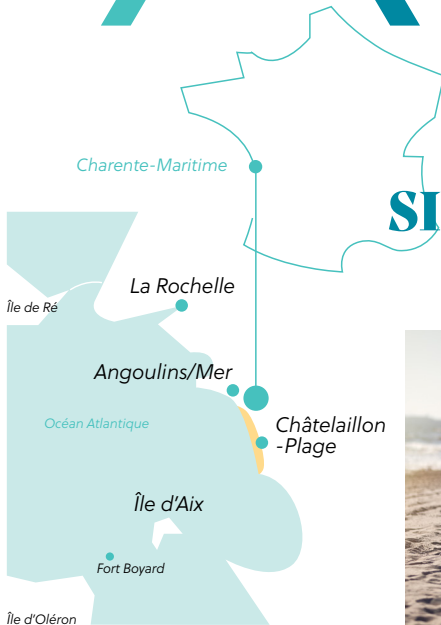 Charente-Maritime
SI
La Rochelle
Île de Ré
Angoulins/Mer
Océan Atlantique
Châtelaillon
-Plage
Île d'Aix
Fort Boyard
Île d'Oléron